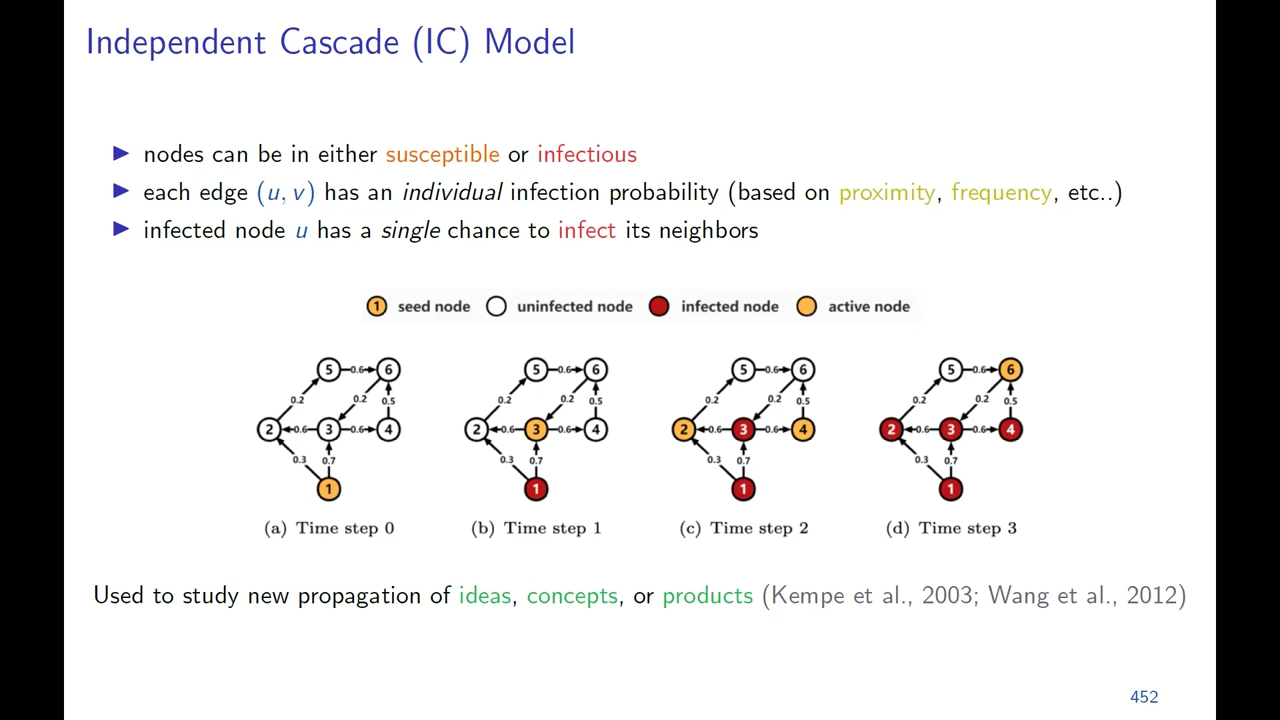 Independent Cascade (IC) Model
nodes can be in either susceptible or infectious
each edge (u, v) has an individual infection probability (based on proximity, frequency, etc..)
infected node u has a single chance to infect its neighbors
1 seed node uninfected node infected node active node
5 0.6 6 5 0.6 6 5 0.6 6 5 0.6 6
0.2 0.2 0.5 0.2 0.2 0.5 0.2 0.2 0.5 0.2 0.2 0.5
2 0.6 3 0.6 4 2 0.6 3 0.6 4 2 0.6 3 0.6 4 2 0.6 3 0.6 4
0.3 0.7 0.3 0.7 0.3 0.7 0.3 0.7
1 1 1 1
(a) Time step 0 (b) Time step 1 (c) Time step 2 (d) Time step 3
Used to study new propagation of ideas, concepts, or products (Kempe et al., 2003; Wang et al., 2012)
452